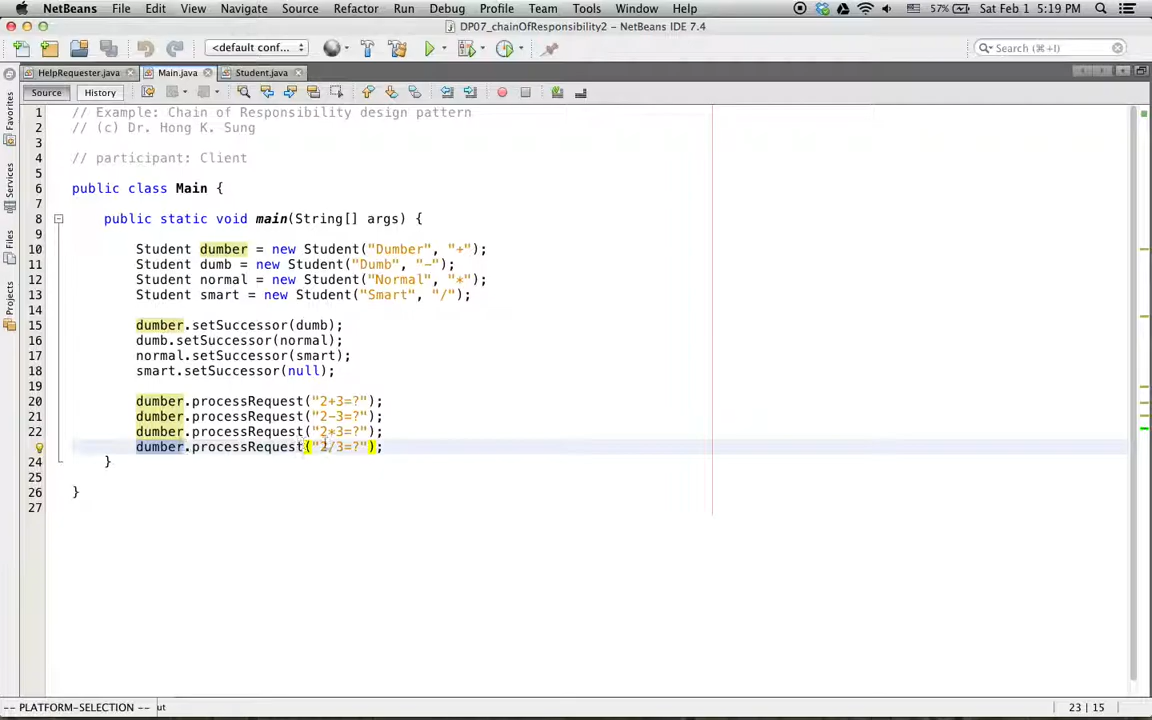 NetBeans File Edit View Navigate Source Refactor Run Debug Profile Team Tools Window Help 57% Sat Feb 1 5:19 PM
DP07_chainOfResponsibility2 – NetBeans IDE 7.4
<default conf... Search (⌘+I)
HelpRequester.java Main.java Student.java
Source History
Favorites
Services
Files
Projects
1 // Example: Chain of Responsibility design pattern
2 // (c) Dr. Hong K. Sung
3
4 // participant: Client
5
6 public class Main {
7
8 public static void main(String[] args) {
9
10 Student dumber = new Student("Dumber", "+");
11 Student dumb = new Student("Dumb", "-");
12 Student normal = new Student("Normal", "*");
13 Student smart = new Student("Smart", "/");
14
15 dumber.setSuccessor(dumb);
16 dumb.setSuccessor(normal);
17 normal.setSuccessor(smart);
18 smart.setSuccessor(null);
19
20 dumber.processRequest("2+3=?");
21 dumber.processRequest("2-3=?");
22 dumber.processRequest("2*3=?");
dumber.processRequest("2/3=?");
24 }
25
26 }
27
-- PLATFORM-SELECTION -- ut 23 | 15